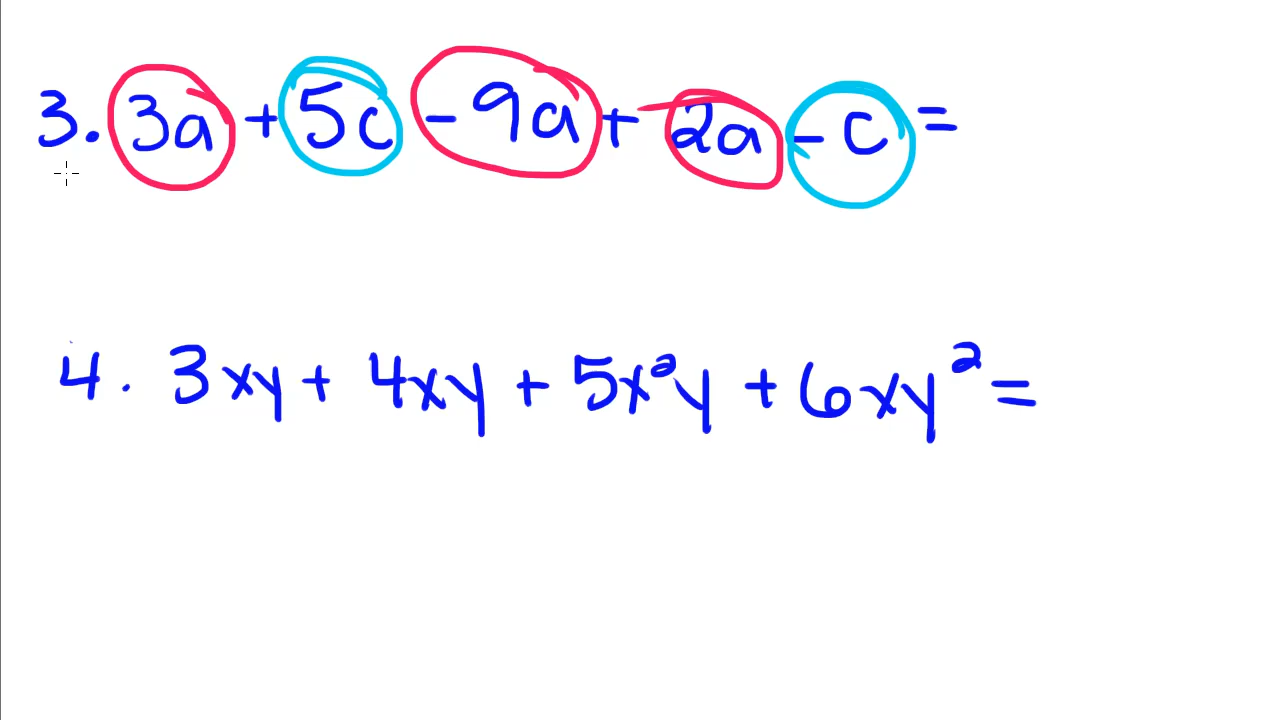 3. 3a + 5c - 9a + 2a - c =
4. 3xy + 4xy + 5x²y + 6xy² =